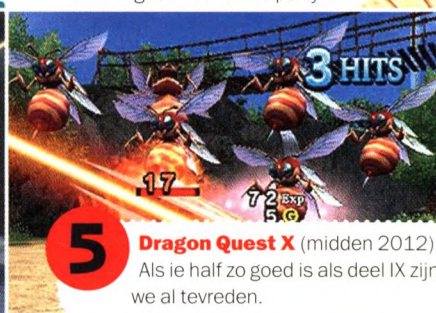 3 HITS
17
72 Exp
5 G
5
Dragon Quest X (midden 2012)
Als ie half zo goed is als deel IX zijn
we al tevreden.